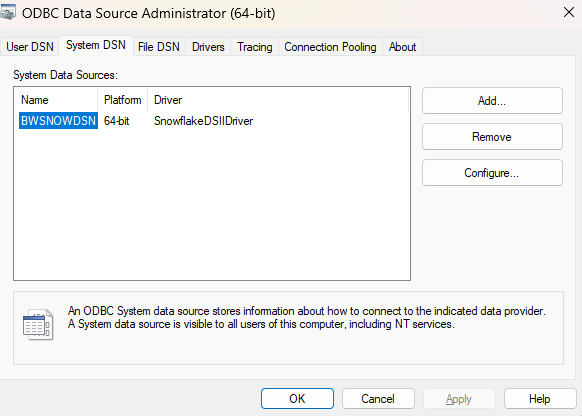 ODBC Data Source Administrator (64-bit)
User DSN System DSN File DSN Drivers Tracing Connection Pooling About
System Data Sources:
Name Platform Driver
BWSNOWDSN 64-bit SnowflakeDSIIDriver
Add...
Remove
Configure...
An ODBC System data source stores information about how to connect to the indicated data provider.
A System data source is visible to all users of this computer, including NT services.
OK Cancel Apply Help